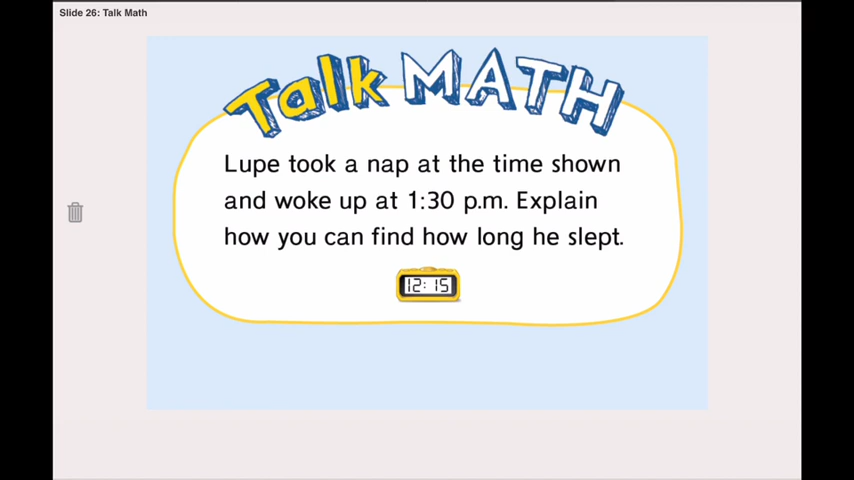 Slide 26: Talk Math
Talk MATH
Lupe took a nap at the time shown
and woke up at 1:30 p.m. Explain
how you can find how long he slept.
12:15